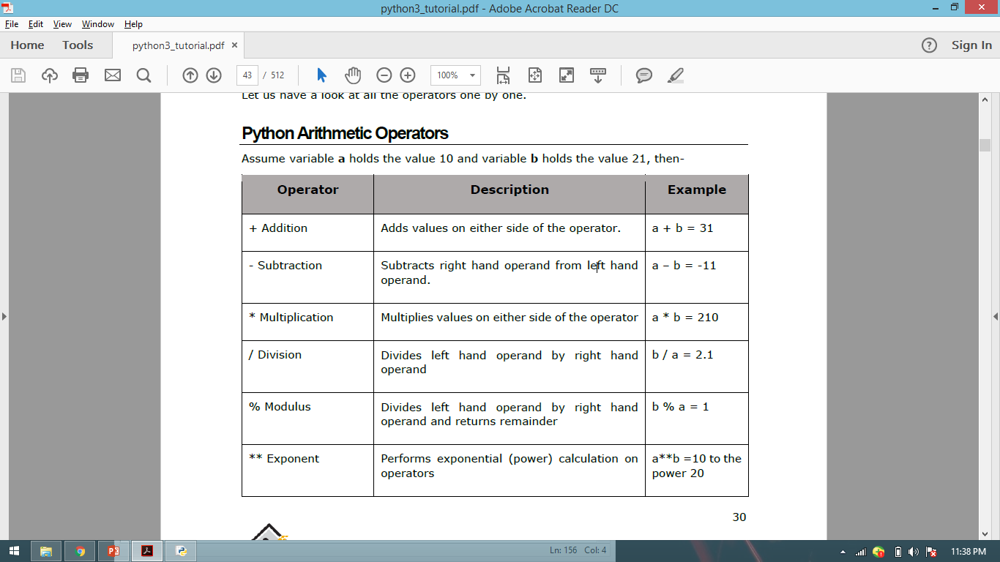 python3_tutorial.pdf - Adobe Acrobat Reader DC
File Edit View Window Help
Home Tools python3_tutorial.pdf × ? Sign In
43 / 512 100%
Let us have a look at all the operators one by one.
Python Arithmetic Operators
Assume variable a holds the value 10 and variable b holds the value 21, then-
Operator Description Example
+ Addition Adds values on either side of the operator. a + b = 31
- Subtraction Subtracts right hand operand from left hand a – b = -11
operand.
* Multiplication Multiplies values on either side of the operator a * b = 210
/ Division Divides left hand operand by right hand b / a = 2.1
operand
% Modulus Divides left hand operand by right hand b % a = 1
operand and returns remainder
** Exponent Performs exponential (power) calculation on a**b =10 to the
operators power 20
30
Ln: 156 Col: 4
11:38 PM